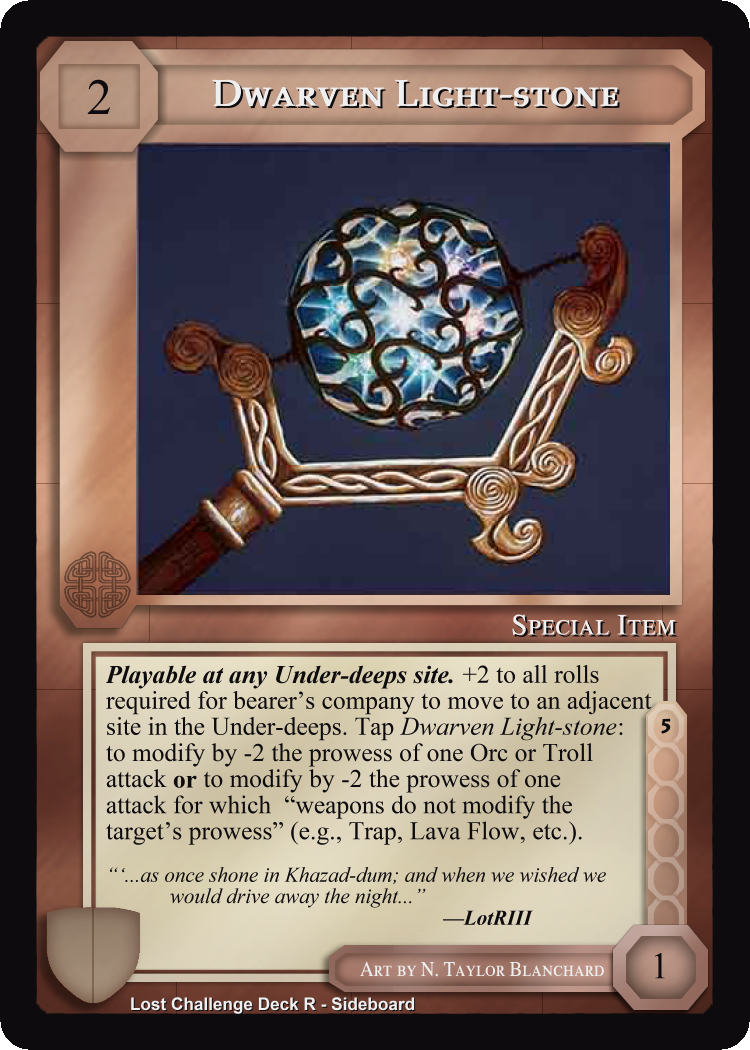 2
Dwarven Light-stone
Special Item
Playable at any Under-deeps site. +2 to all rolls
required for bearer's company to move to an adjacent
site in the Under-deeps. Tap Dwarven Light-stone:
to modify by -2 the prowess of one Orc or Troll
attack or to modify by -2 the prowess of one
attack for which “weapons do not modify the
target's prowess” (e.g., Trap, Lava Flow, etc.).
5
“‘...as once shone in Khazad-dum; and when we wished we
would drive away the night...”
—LotRIII
Art by N. Taylor Blanchard
1
Lost Challenge Deck R - Sideboard